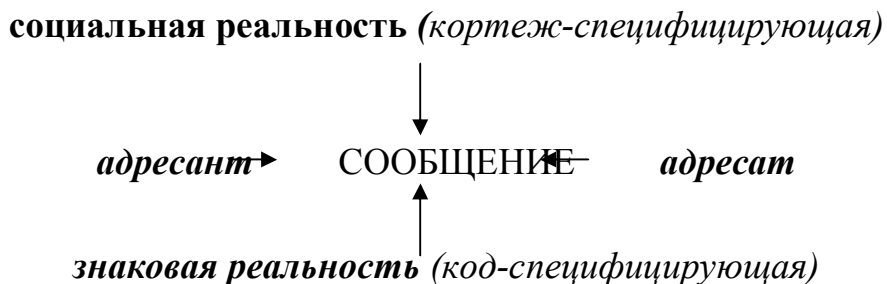 социальная реальность (кортеж-специфицирующая)
адресант СООБЩЕНИЕ адресат
знаковая реальность (код-специфицирующая)